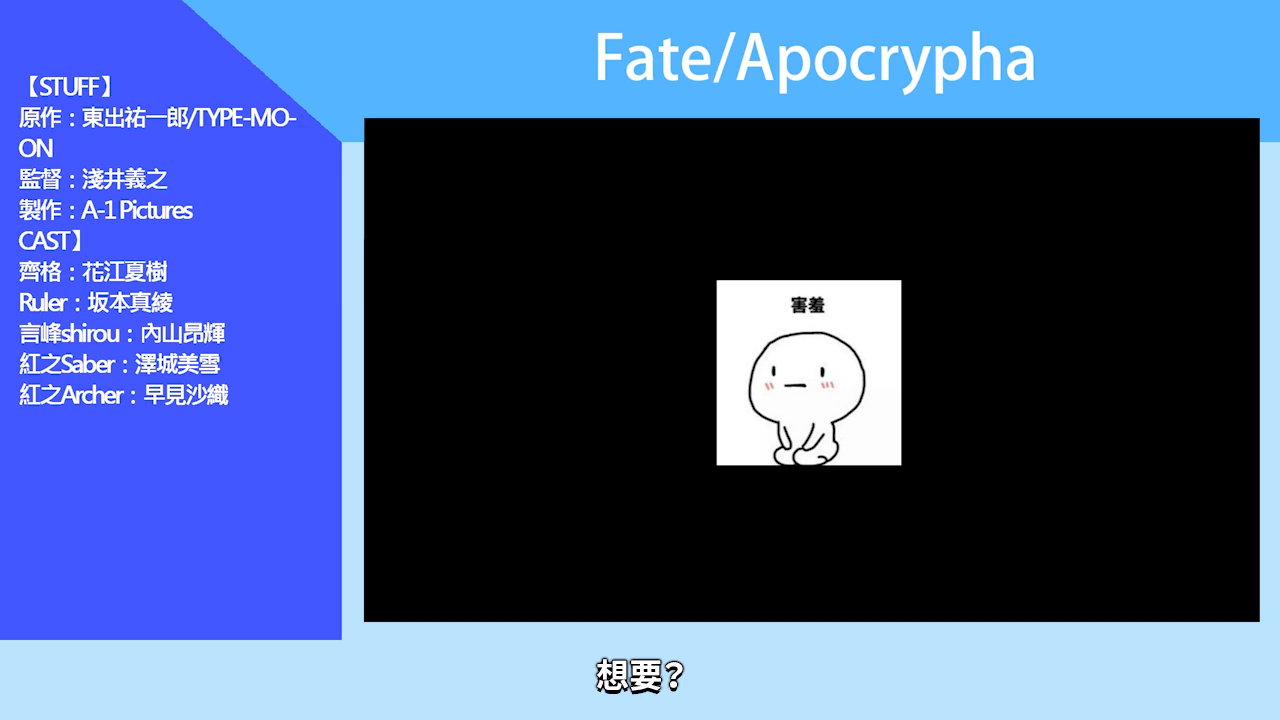 Fate/Apocrypha
【STUFF】
原作：東出祐一郎/TYPE-MO-
ON
監督：淺井義之
製作：A-1 Pictures
CAST】
齊格：花江夏樹
Ruler：坂本真綾
言峰shirou：內山昂輝
紅之Saber：澤城美雪
紅之Archer：早見沙織
害羞
想要?